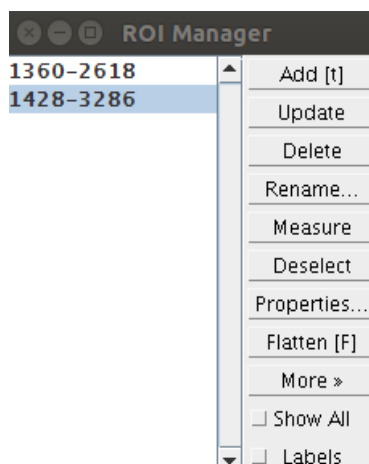 ROI Manager
1360-2618
1428-3286
Add [t]
Update
Delete
Rename...
Measure
Deselect
Properties...
Flatten [F]
More »
Show All
Labels